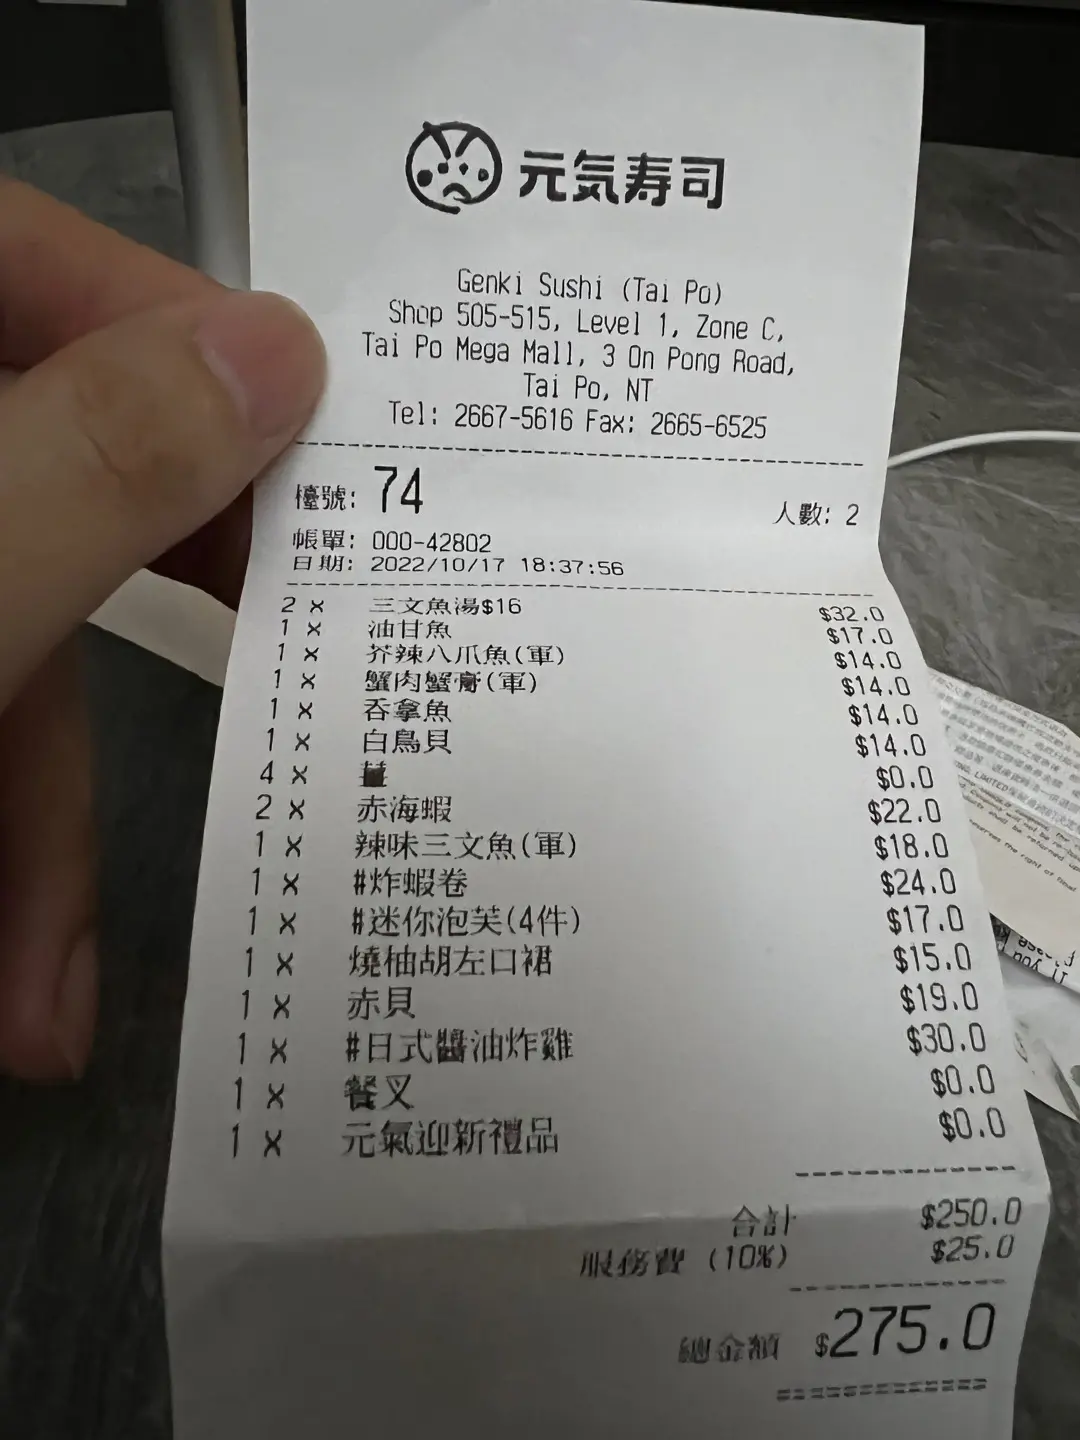 元気寿司
Genki Sushi (Tai Po)
Shop 505-515, Level 1, Zone C,
Tai Po Mega Mall, 3 On Pong Road,
Tai Po, NT
Tel: 2667-5616 Fax: 2665-6525
檯號: 74 人數: 2
帳單: 000-42802
日期: 2022/10/17 18:37:56
2 x 三文魚湯$16 $32.0
1 x 油甘魚 $17.0
1 x 芥辣八爪魚(軍) $14.0
1 x 蟹肉蟹膏(軍) $14.0
1 x 吞拿魚 $14.0
1 x 白鳥貝 $14.0
4 x $0.0
2 x 赤海蝦 $22.0
1 x 辣味三文魚(軍) $18.0
1 x #炸蝦卷 $24.0
1 x #迷你泡芙(4件) $17.0
1 x 燒柚胡左口裙 $15.0
1 x 赤貝 $19.0
1 x #日式醬油炸雞 $30.0
1 x 餐叉 $0.0
1 x 元氣迎新禮品 $0.0
合計 $250.0
服務費 (10%) $25.0
總金額 $275.0
LIMITED
reserves the right of final
If you